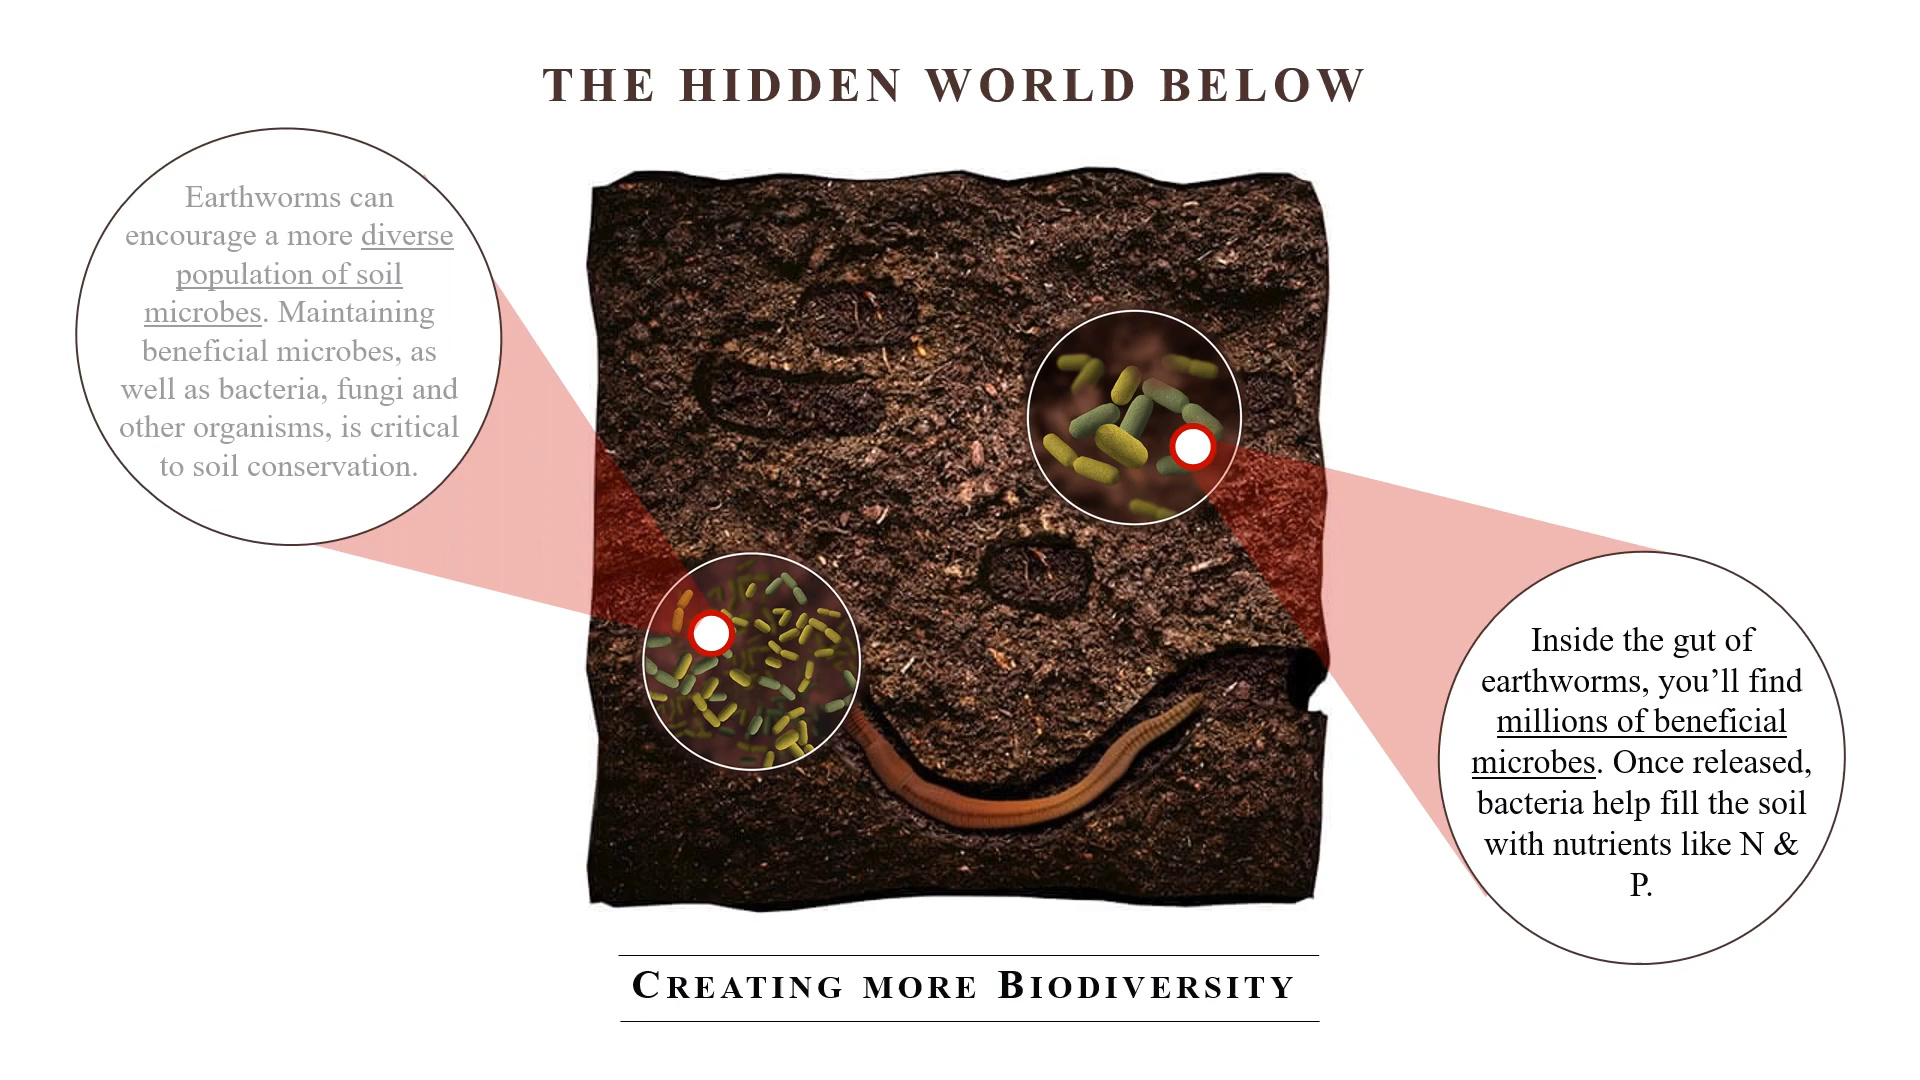 THE HIDDEN WORLD BELOW
Earthworms can
encourage a more diverse
population of soil
microbes. Maintaining
beneficial microbes, as
well as bacteria, fungi and
other organisms, is critical
to soil conservation.
Inside the gut of
earthworms, you’ll find
millions of beneficial
microbes. Once released,
bacteria help fill the soil
with nutrients like N &
P.
CREATING MORE BIODIVERSITY